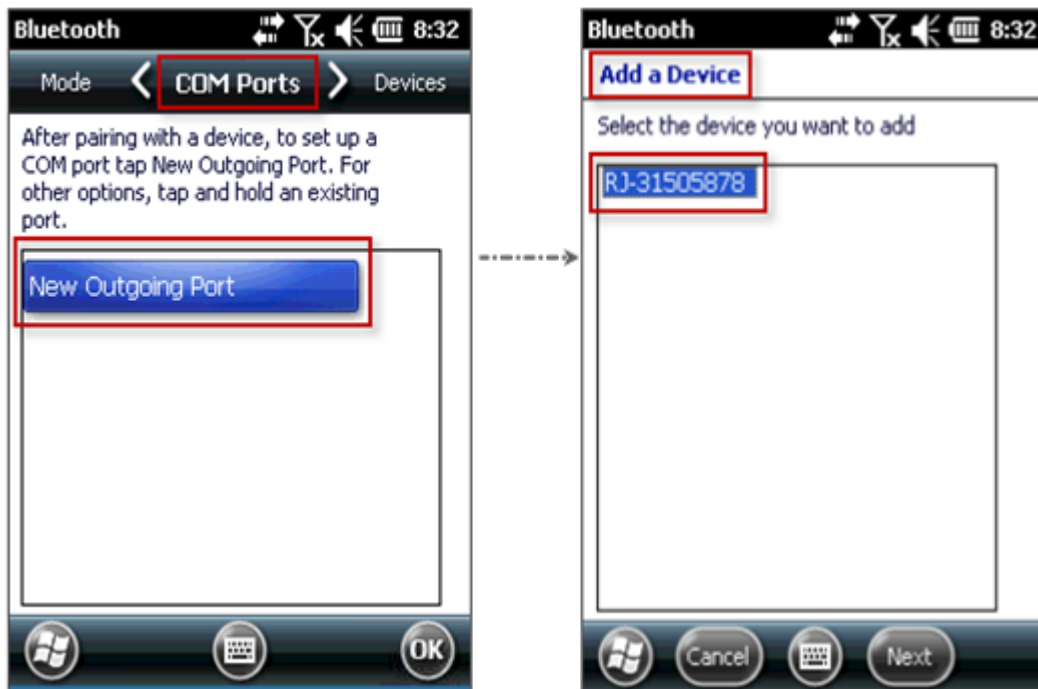 Bluetooth 8:32
Mode COM Ports Devices
After pairing with a device, to set up a
COM port tap New Outgoing Port. For
other options, tap and hold an existing
port.
New Outgoing Port
OK
Bluetooth 8:32
Add a Device
Select the device you want to add
RJ-31505878
Cancel Next